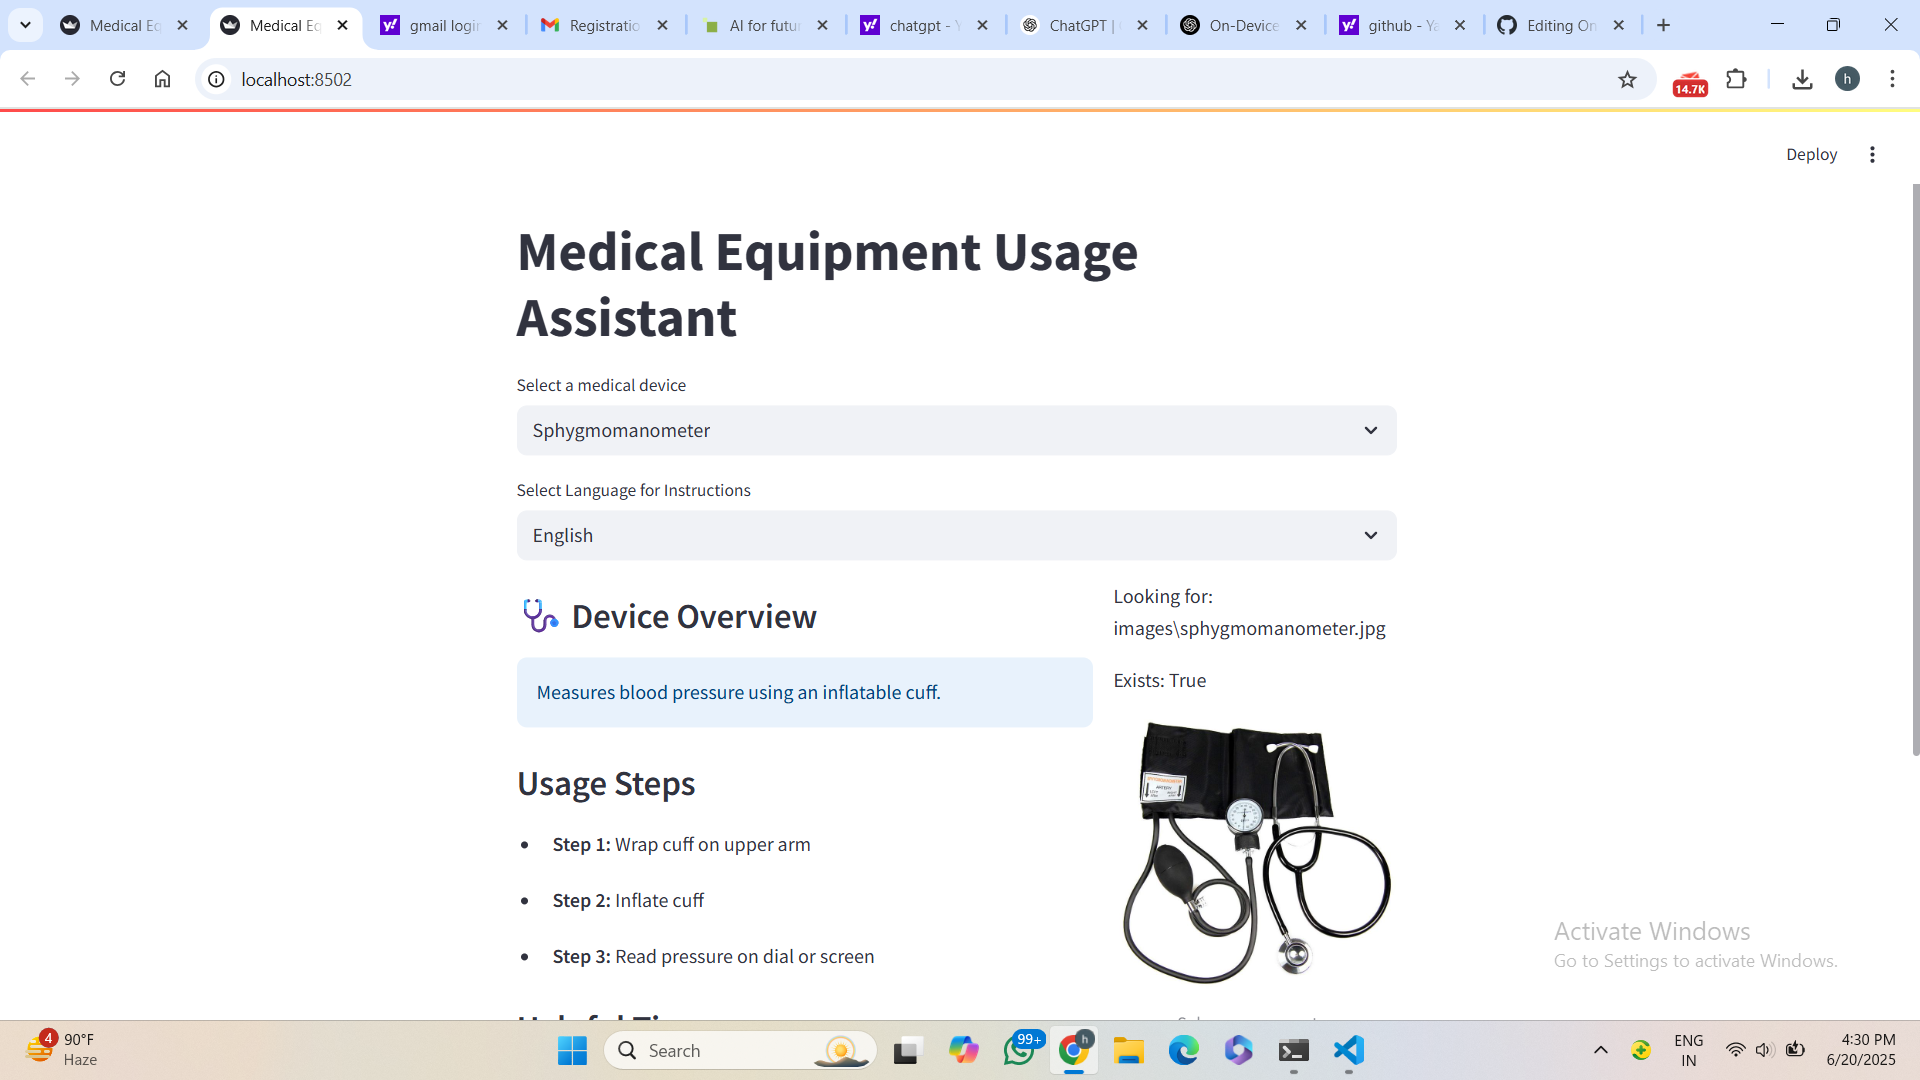 Medical Eq
Medical Eq
gmail login
Registratio
AI for futur
chatgpt - Y
ChatGPT |
On-Device
github - Ya
Editing On
localhost:8502
14.7K
h
Deploy
Medical Equipment Usage
Assistant
Select a medical device
Sphygmomanometer
Select Language for Instructions
English
Device Overview
Measures blood pressure using an inflatable cuff.
Usage Steps
Step 1: Wrap cuff on upper arm
Step 2: Inflate cuff
Step 3: Read pressure on dial or screen
Looking for:
images\sphygmomanometer.jpg
Exists: True
Activate Windows
Go to Settings to activate Windows.
4
90°F
Haze
Search
99+
h
ENG
IN
4:30 PM
6/20/2025